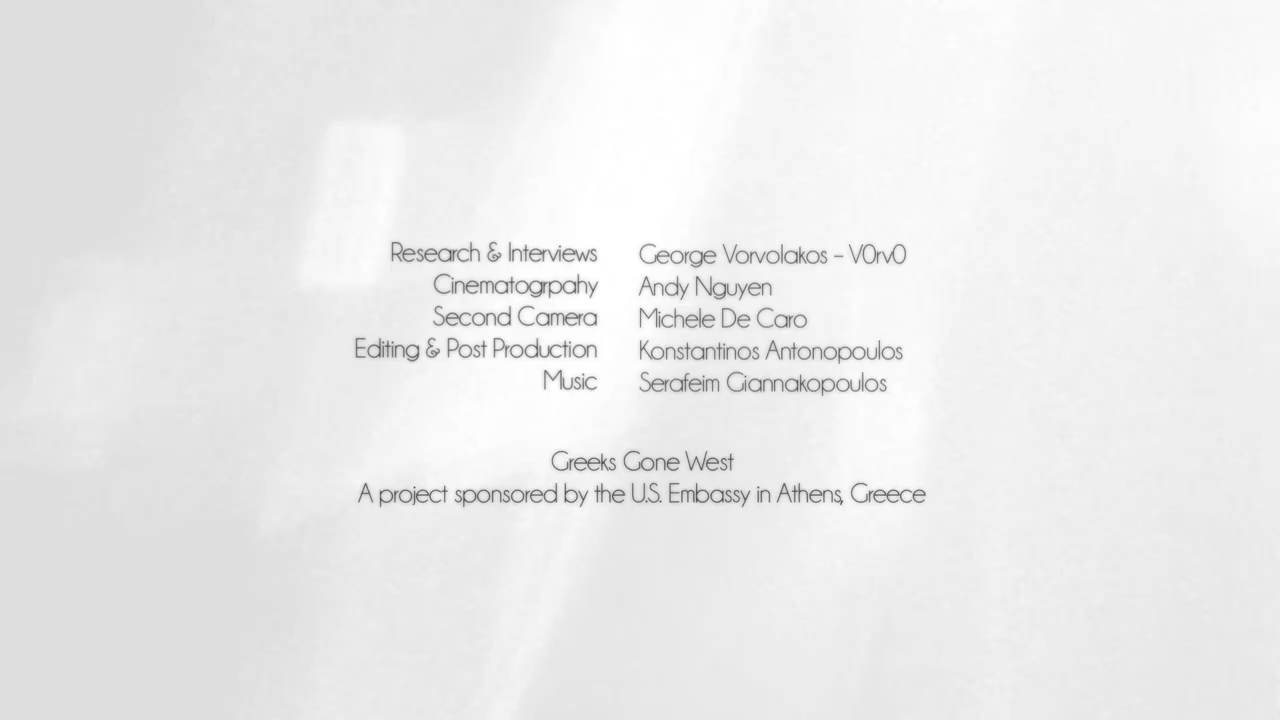 Research & Interviews George Vorvolakos – V0rv0
Cinematogrpahy Andy Nguyen
Second Camera Michele De Caro
Editing & Post Production Konstantinos Antonopoulos
Music Serafeim Giannakopoulos
Greeks Gone West
A project sponsored by the U.S. Embassy in Athens, Greece